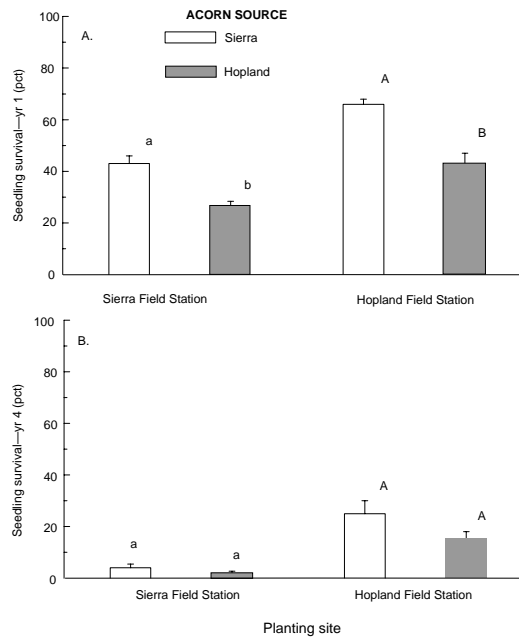 ACORN SOURCE
A.
Sierra
Hopland
Seedling survival—yr 1 (pct)
100
80
60
40
20
0
a
b
A
B
Sierra Field Station
Hopland Field Station
B.
Seedling survival—yr 4 (pct)
100
80
60
40
20
0
a
a
A
A
Sierra Field Station
Hopland Field Station
Planting site